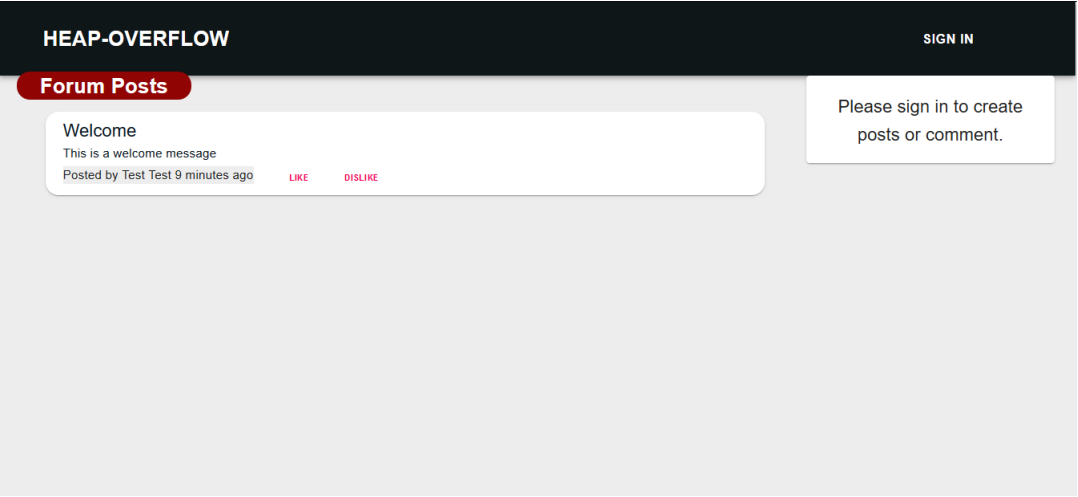 HEAP-OVERFLOW
SIGN IN
Forum Posts
Please sign in to create
posts or comment.
Welcome
This is a welcome message
Posted by Test Test 9 minutes ago
LIKE
DISLIKE